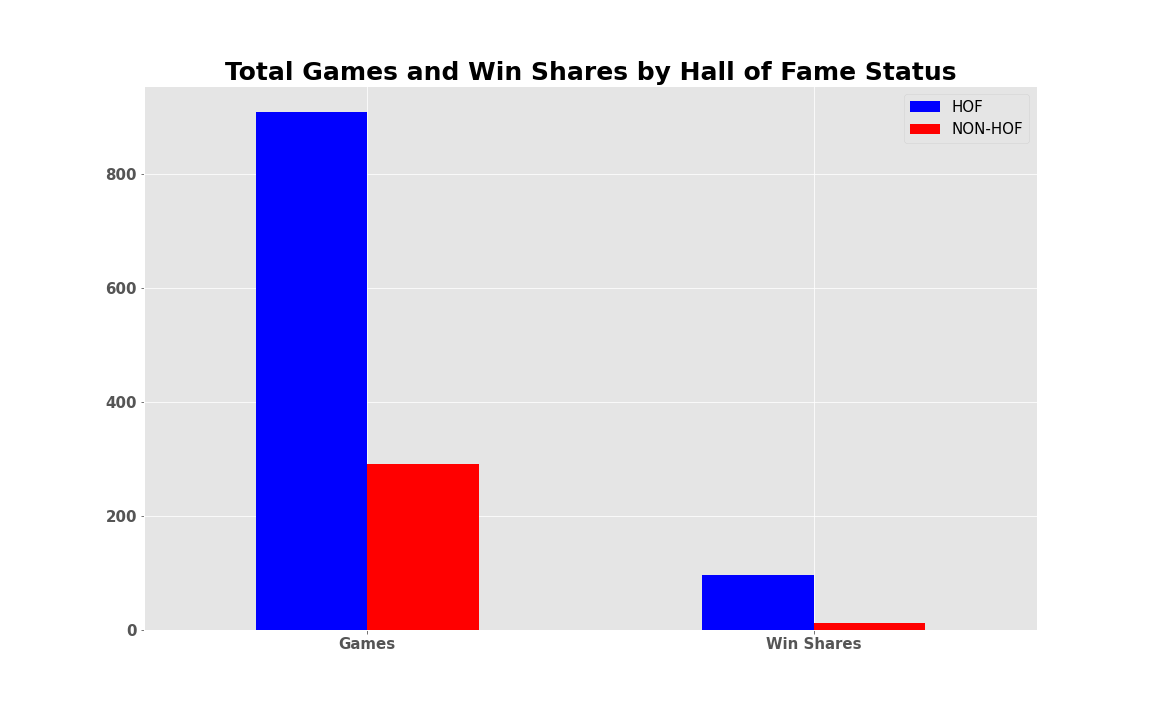 Total Games and Win Shares by Hall of Fame Status
HOF
NON-HOF
800
600
400
200
0
Games
Win Shares